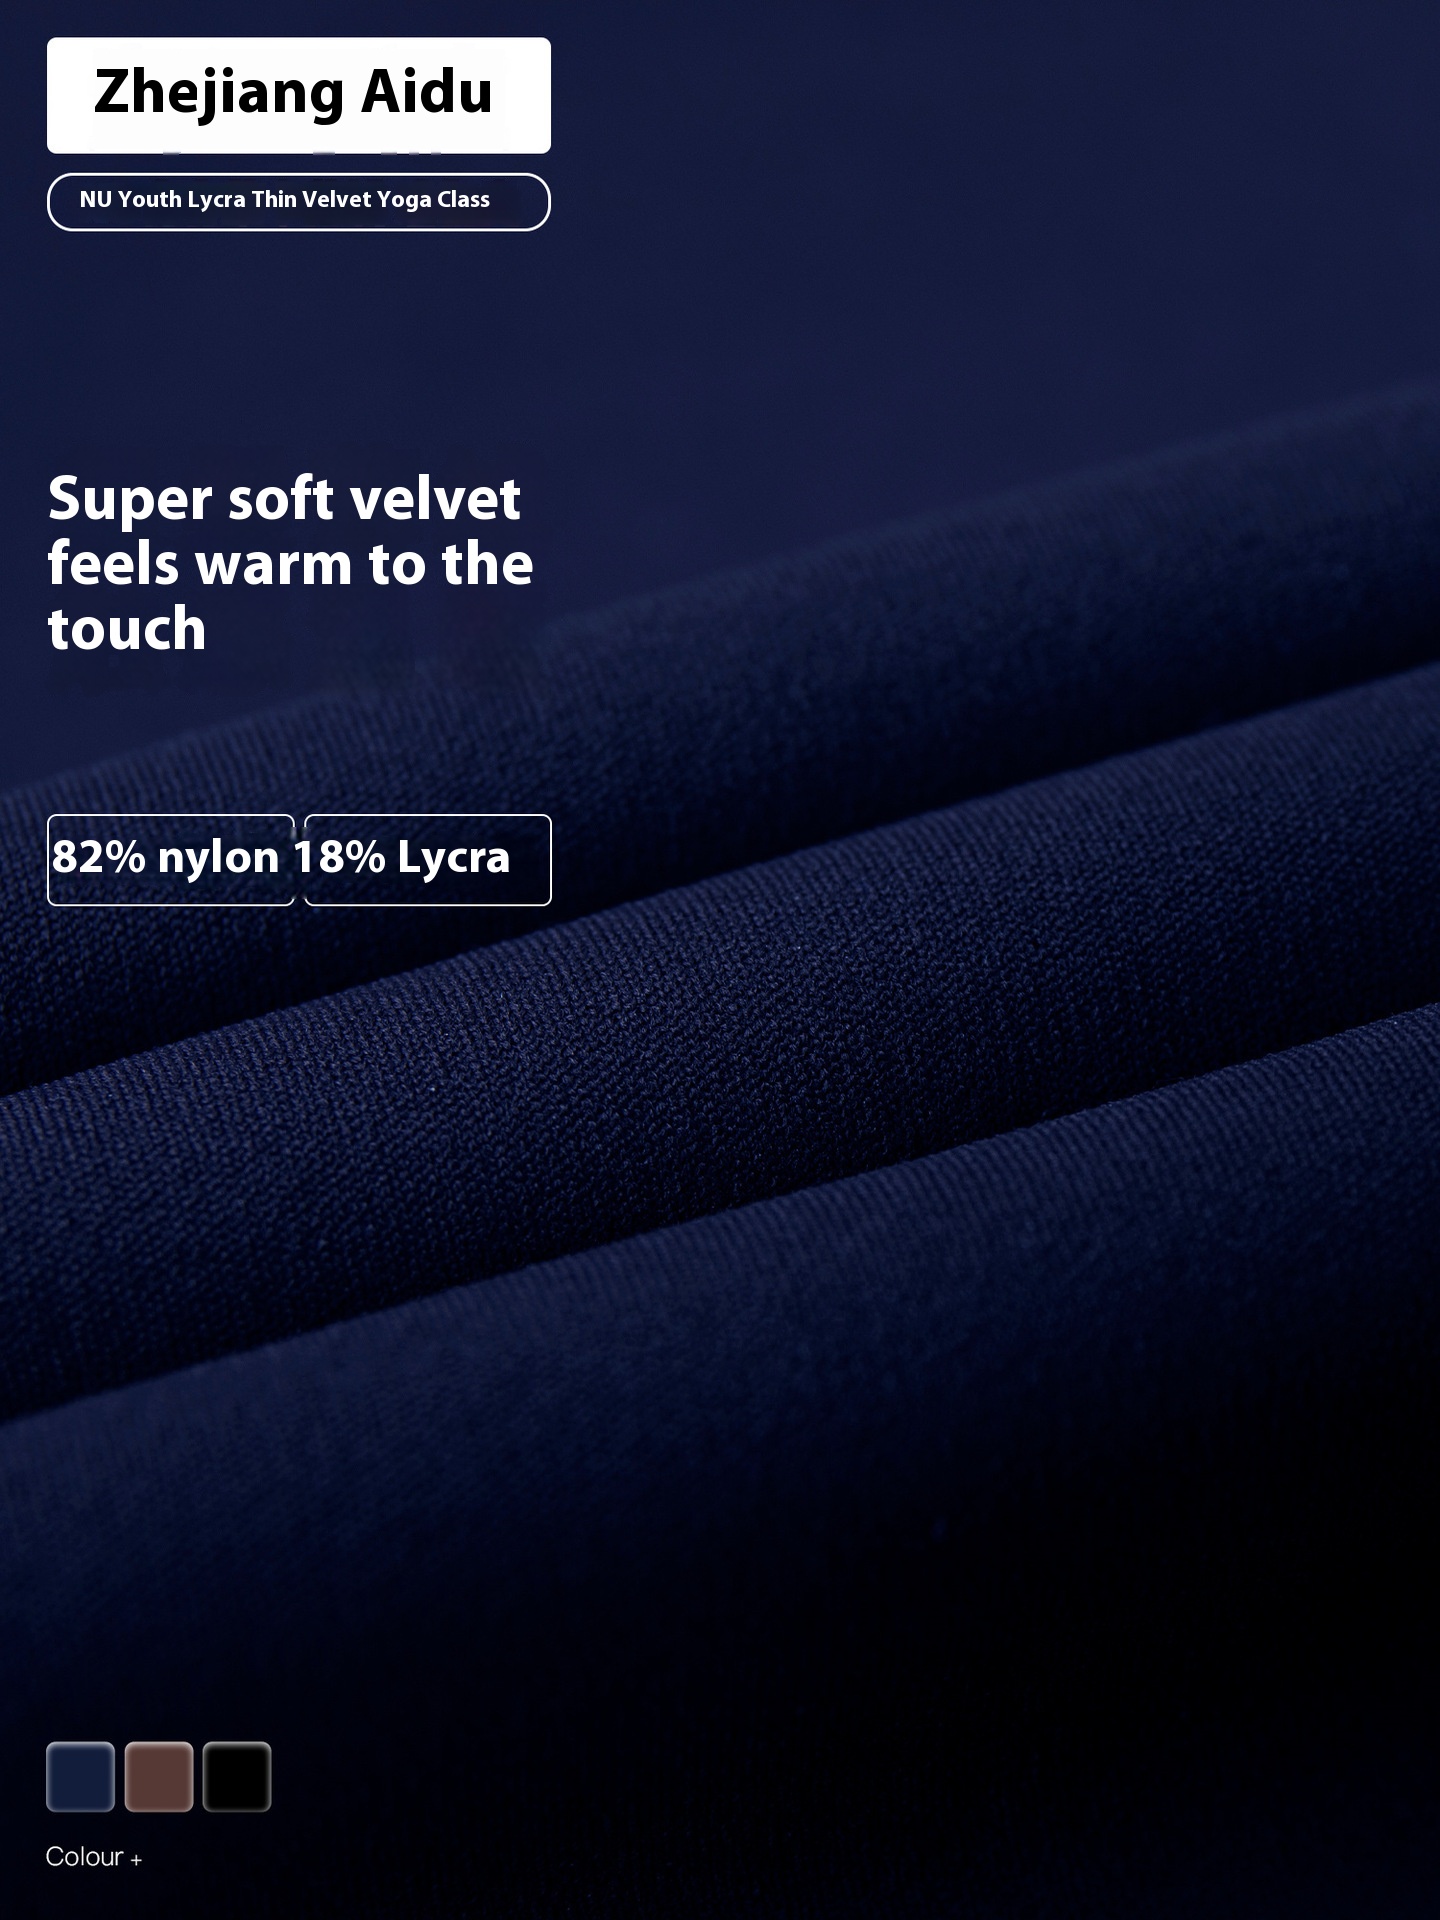 Zhejiang Aidu
NU Youth Lycra Thin Velvet Yoga Class
Super soft velvet
feels warm to the
touch
82% nylon 18% Lycra
Colour +